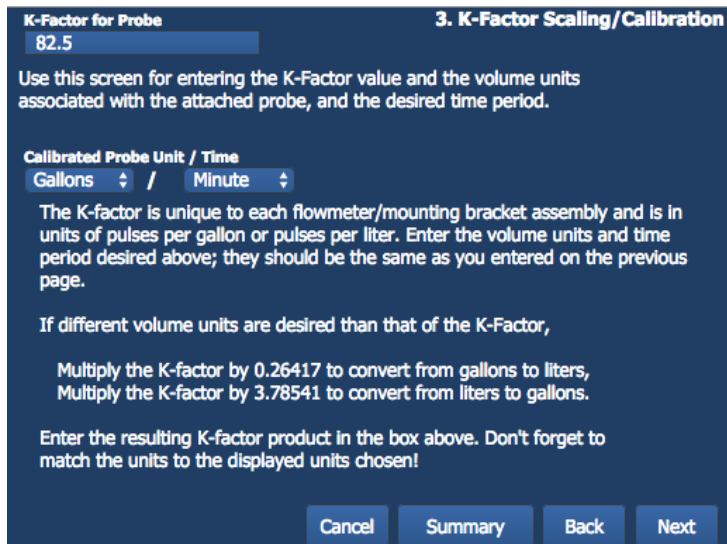 K-Factor for Probe
3. K-Factor Scaling/Calibration
82.5
Use this screen for entering the K-Factor value and the volume units
associated with the attached probe, and the desired time period.
Calibrated Probe Unit / Time
Gallons / Minute
The K-factor is unique to each flowmeter/mounting bracket assembly and is in
units of pulses per gallon or pulses per liter. Enter the volume units and time
period desired above; they should be the same as you entered on the previous
page.
If different volume units are desired than that of the K-Factor,
Multiply the K-factor by 0.26417 to convert from gallons to liters,
Multiply the K-factor by 3.78541 to convert from liters to gallons.
Enter the resulting K-factor product in the box above. Don't forget to
match the units to the displayed units chosen!
Cancel Summary Back Next